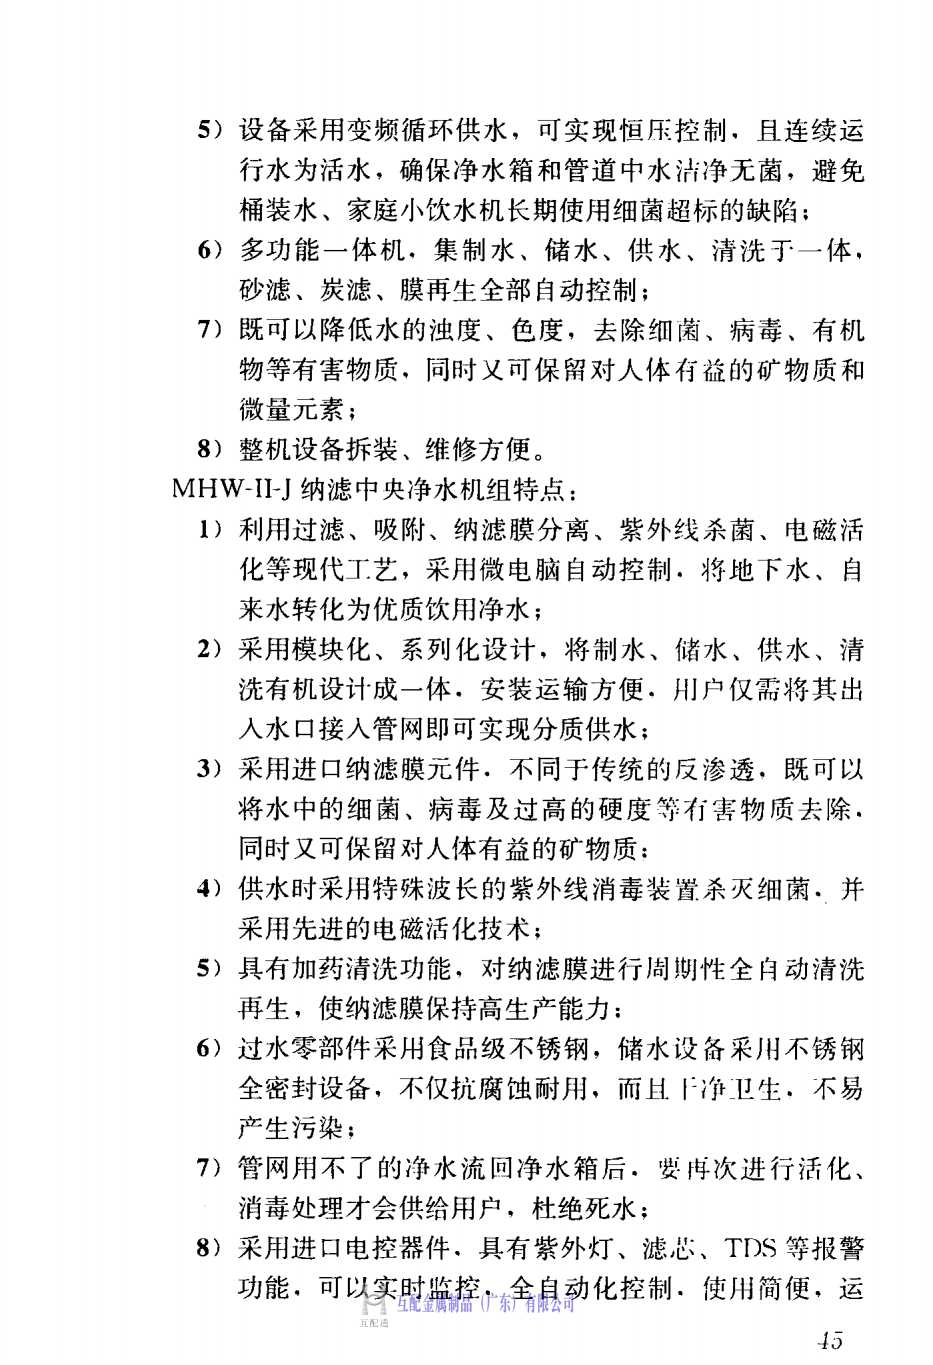 5）设备采用变频循环供水，可实现恒压控制，且连续运
行水为活水，确保净水箱和管道中水洁净无菌，避免
桶装水、家庭小饮水机长期使用细菌超标的缺陷；
6）多功能一体机，集制水、储水、供水、清洗于一体，
砂滤、炭滤、膜再生全部自动控制；
7）既可以降低水的浊度、色度，去除细菌、病毒、有机
物等有害物质，同时又可保留对人体有益的矿物质和
微量元素；
8）整机设备拆装、维修方便。
MHW-II-J 纳滤中央净水机组特点：
1）利用过滤、吸附、纳滤膜分离、紫外线杀菌、电磁活
化等现代工艺，采用微电脑自动控制，将地下水、自
来水转化为优质饮用净水；
2）采用模块化、系列化设计，将制水、储水、供水、清
洗有机设计成一体，安装运输方便，用户仅需将其出
入水口接入管网即可实现分质供水；
3）采用进口纳滤膜元件，不同于传统的反渗透，既可以
将水中的细菌、病毒及过高的硬度等有害物质去除，
同时又可保留对人体有益的矿物质；
4）供水时采用特殊波长的紫外线消毒装置杀灭细菌，并
采用先进的电磁活化技术；
5）具有加药清洗功能，对纳滤膜进行周期性全自动清洗
再生，使纳滤膜保持高生产能力；
6）过水零部件采用食品级不锈钢，储水设备采用不锈钢
全密封设备，不仅抗腐蚀耐用，而且干净卫生，不易
产生污染；
7）管网用不了的净水流回净水箱后，要再次进行活化、
消毒处理才会供给用户，杜绝死水；
8）采用进口电控器件，具有紫外灯、滤芯、TDS 等报警
功能，可以实时监控，全自动化控制，使用简便，运
互配金属制品（广东）有限公司
互配通
45